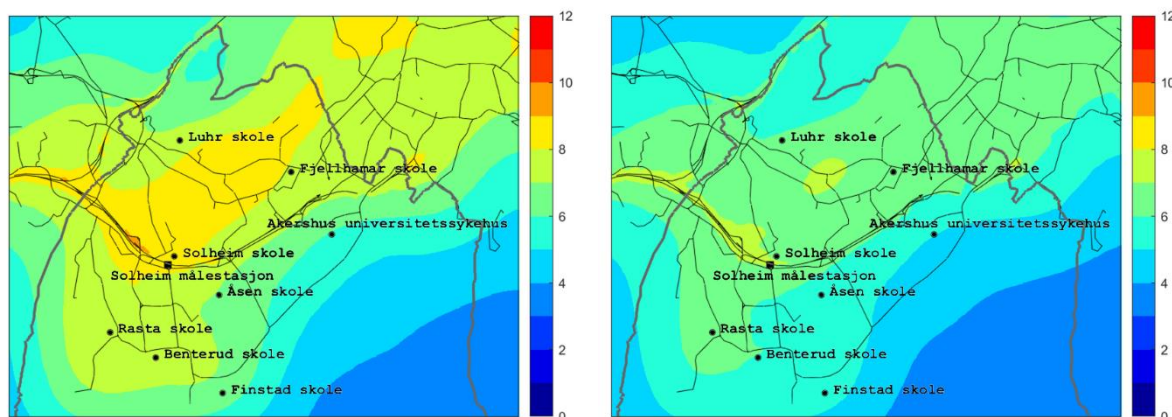 12
10
8
6
4
2
0
Luhr skole
Fjellhamar skole
Akershus universitetssykehus
Solheim skole
Solheim målestasjon
Åsen skole
Rasta skole
Benterud skole
Finstad skole
12
10
8
6
4
2
0
Luhr skole
Fjellhamar skole
Akershus universitetssykehus
Solheim skole
Solheim målestasjon
Åsen skole
Rasta skole
Benterud skole
Finstad skole